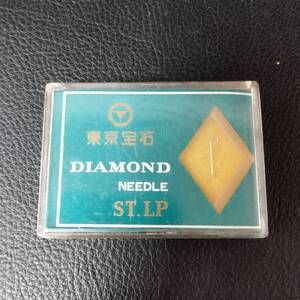 東京宝石
DIAMOND
NEEDLE
ST.LP